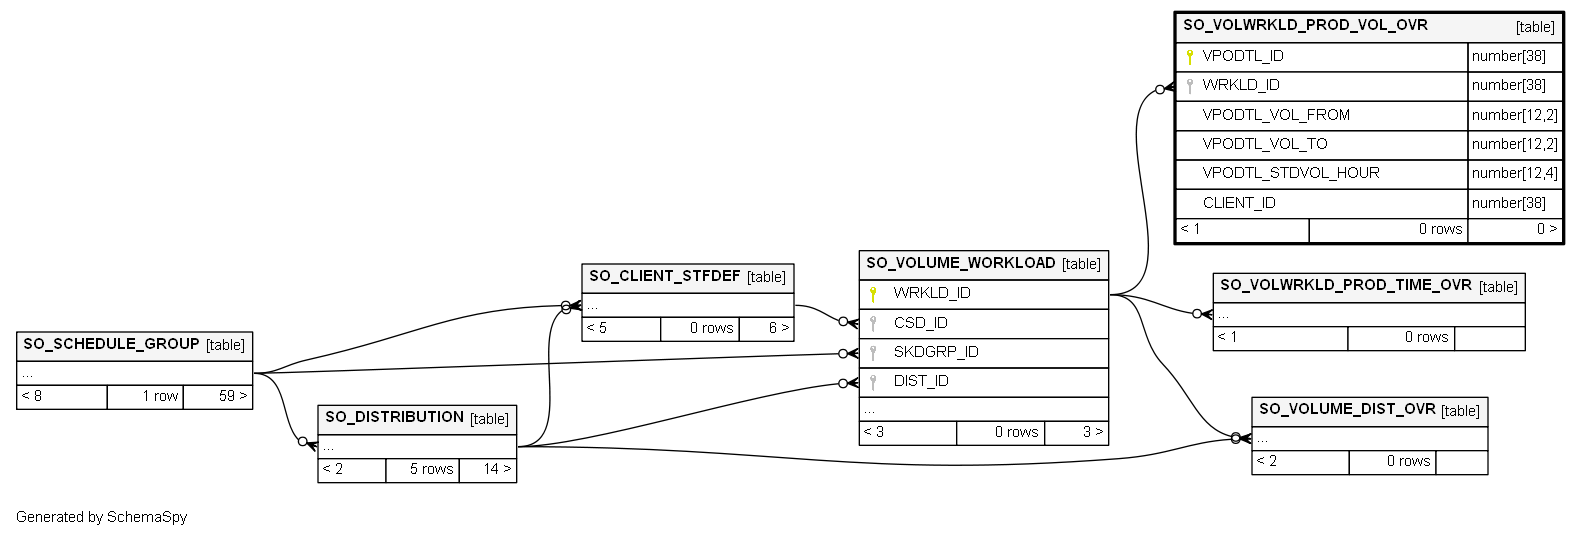 SO_VOLWRKLD_PROD_VOL_OVR [table]
VPODTL_ID number[38]
WRKLD_ID number[38]
VPODTL_VOL_FROM number[12,2]
VPODTL_VOL_TO number[12,2]
VPODTL_STDVOL_HOUR number[12,4]
CLIENT_ID number[38]
< 1 0 rows 0 >
SO_VOLUME_WORKLOAD [table]
WRKLD_ID
CSD_ID
SKDGRP_ID
DIST_ID
...
< 3 0 rows 3 >
SO_CLIENT_STFDEF [table]
...
< 5 0 rows 6 >
SO_VOLWRKLD_PROD_TIME_OVR [table]
...
< 1 0 rows
SO_SCHEDULE_GROUP [table]
...
< 8 1 row 59 >
SO_DISTRIBUTION [table]
...
< 2 5 rows 14 >
SO_VOLUME_DIST_OVR [table]
...
< 2 0 rows
Generated by SchemaSpy